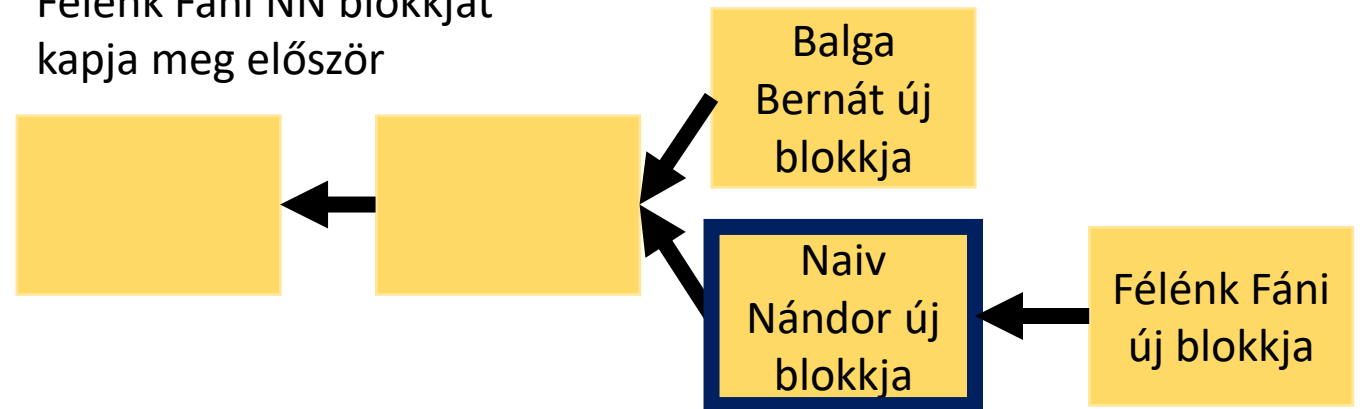 Félénk Fáni NN blokkját
kapja meg először
Balga
Bernát új
blokkja
Naiv
Nándor új
blokkja
Félénk Fáni
új blokkja